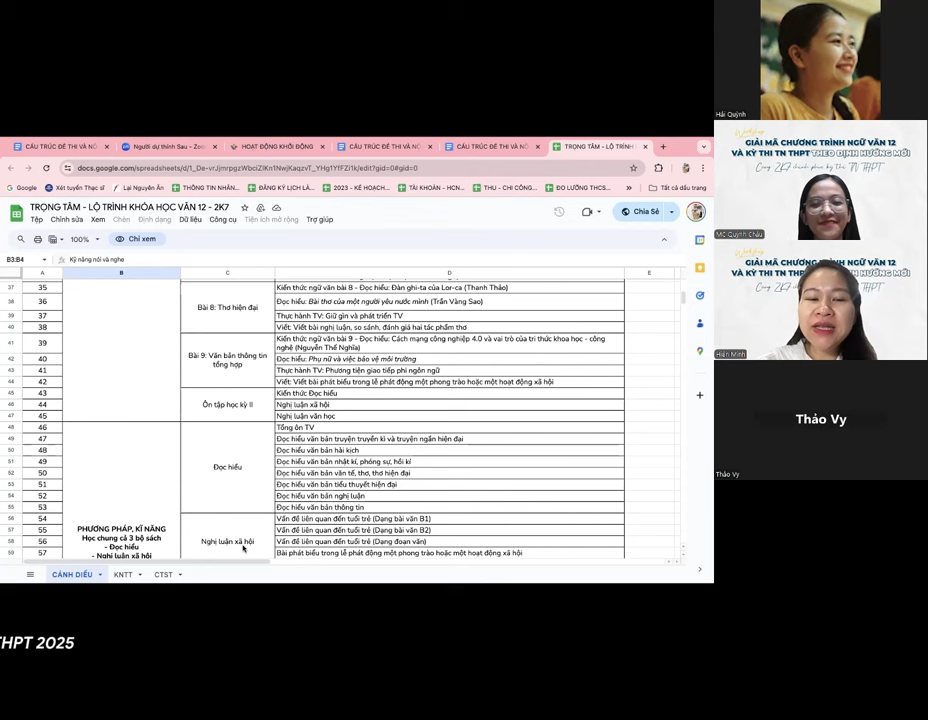 CẤU TRÚC ĐỀ THI VÀ NỘ
Người dự thính Sau - Zoo
HOẠT ĐỘNG KHỞI ĐỘNG
CẤU TRÚC ĐỀ THI VÀ NỘ
CẤU TRÚC ĐỀ THI VÀ NỘ
TRỌNG TÂM - LỘ TRÌNH
Google
Xét tuyển Thạc sĩ
Lại Nguyên Ân
THÔNG TIN NHÂN...
ĐĂNG KÝ LỊCH LÀ...
2023 - KẾ HOẠCH...
TÀI KHOẢN - HCN...
THU - CHI CÔNG...
ĐO LƯỜNG THCS...
Tất cả dấu trang
TRỌNG TÂM - LỘ TRÌNH KHÓA HỌC VĂN 12 - 2K7
Tệp Chỉnh sửa Xem Chèn Định dạng Dữ liệu Công cụ Tiện ích mở rộng Trợ giúp
Chia Sẻ
100%
Chỉ xem
B3:B4
Kỹ năng nói và nghe
A B C D E
37 35 Kiến thức ngữ văn bài 8 - Đọc hiểu: Đàn ghi-ta của Lor-ca (Thanh Thảo)
36 Bài 8: Thơ hiện đại Đọc hiểu: Bài thơ của một người yêu nước mình (Trần Vàng Sao)
39 37 Thực hành TV: Giữ gìn và phát triển TV
40 38 Viết: Viết bài nghị luận, so sánh, đánh giá hai tác phẩm thơ
41 39 Kiến thức ngữ văn bài 9 - Đọc hiểu: Cách mạng công nghiệp 4.0 và vai trò của tri thức khoa học - công
nghệ (Nguyễn Thế Nghĩa)
42 40 Bài 9: Văn bản thông tin tổng hợp Đọc hiểu: Phụ nữ và việc bảo vệ môi trường
43 41 Thực hành TV: Phương tiện giao tiếp phi ngôn ngữ
44 42 Viết: Viết bài phát biểu trong lễ phát động một phong trào hoặc một hoạt động xã hội
45 43 Kiến thức Đọc hiểu
46 44 Ôn tập học kỳ II Nghị luận xã hội
47 45 Nghị luận văn học
48 46 Tổng ôn TV
49 47 Đọc hiểu văn bản truyện truyền kì và truyện ngắn hiện đại
50 48 Đọc hiểu văn bản hài kịch
51 49 Đọc hiểu Đọc hiểu văn bản nhật kí, phóng sự, hồi kí
52 50 Đọc hiểu văn bản văn tế, thơ, thơ hiện đại
53 51 Đọc hiểu văn bản tiểu thuyết hiện đại
54 52 Đọc hiểu văn bản nghị luận
55 53 Đọc hiểu văn bản thông tin
56 54 Vấn đề liên quan đến tuổi trẻ (Dạng bài văn B1)
57 55 PHƯƠNG PHÁP, KĨ NĂNG Vấn đề liên quan đến tuổi trẻ (Dạng bài văn B2)
58 56 Học chung cả 3 bộ sách Nghị luận xã hội Vấn đề liên quan đến tuổi trẻ (Dạng đoạn văn)
- Đọc hiểu
59 57 - Nghị luận xã hội Bài phát biểu trong lễ phát động một phong trào hoặc một hoạt động xã hội
CÁNH DIỀU
KNTT
CTST
THPT 2025
Hải Quỳnh
Workshop
GIẢI MÃ CHƯƠNG TRÌNH NGỮ VĂN 12
VÀ KỲ THI TN THPT THEO ĐỊNH HƯỚNG MỚI
Cùng 2K7 chinh phục kỳ thi TN THPT
MC Quỳnh Châu
GIẢI MÃ CHƯƠNG TRÌNH NGỮ VĂN 12
Hiền Minh
Thảo Vy
Thảo Vy